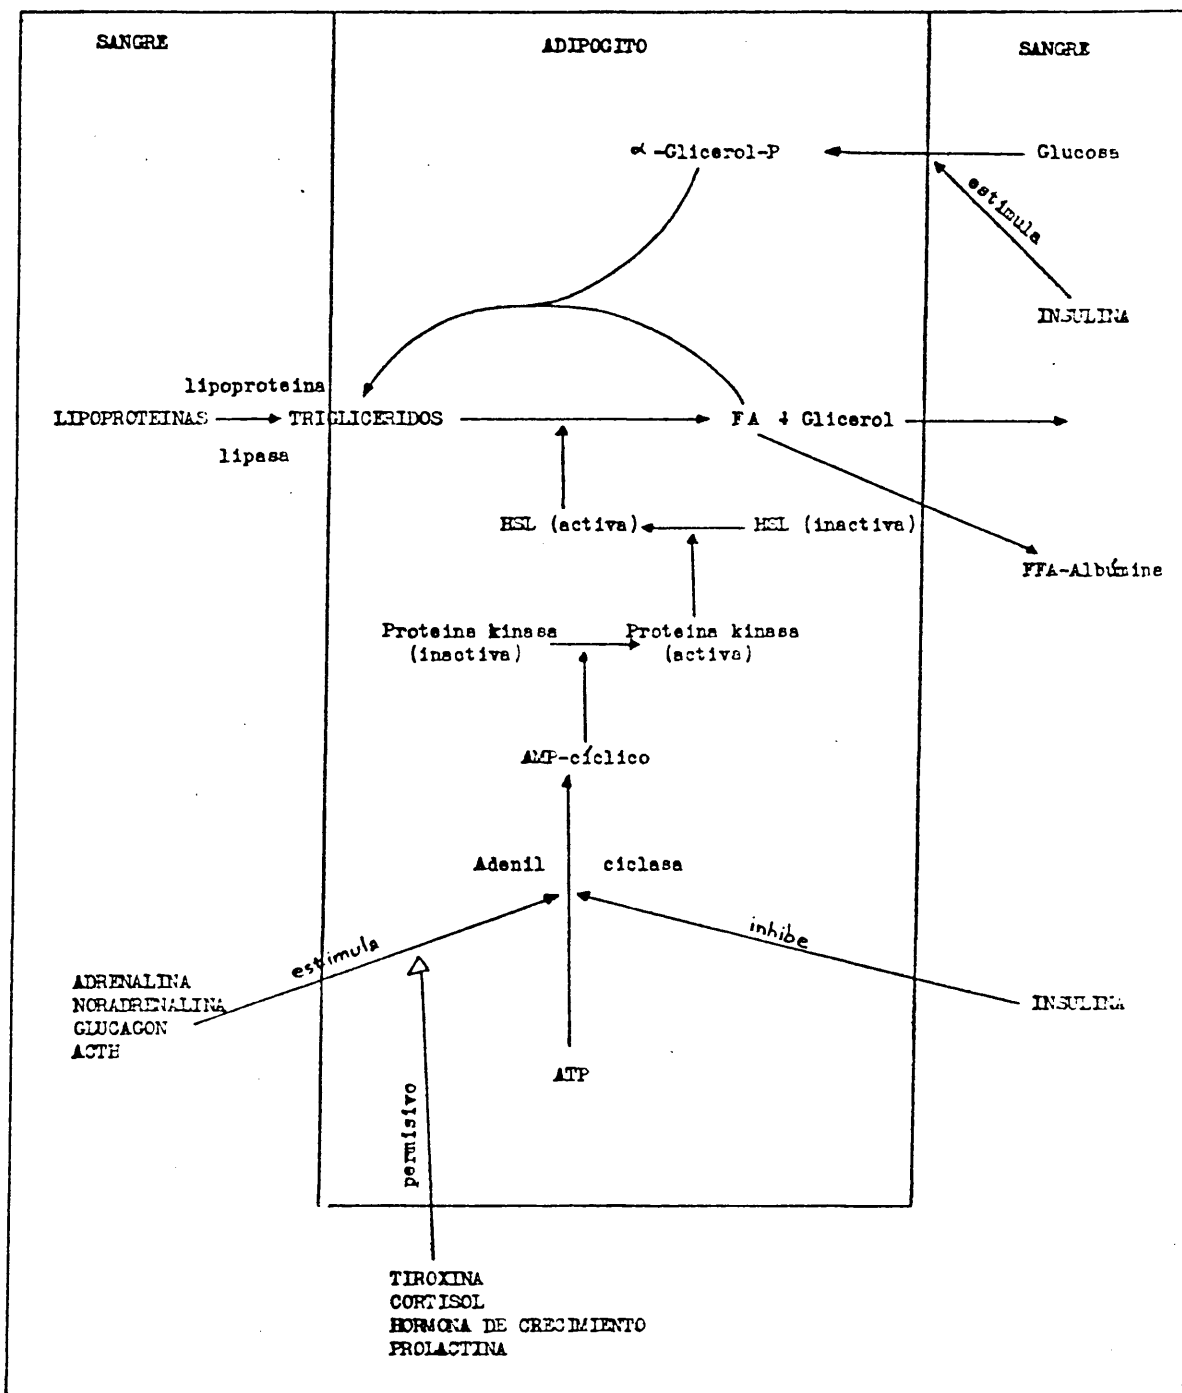 SANGRE
ADIPOCITO
SANGRE
α-Glicerol-P
Glucosa
estimula
INSULINA
lipoproteina
LIPOPROTEINAS
TRIGLICERIDOS
FA + Glicerol
lipasa
HSL (activa)
HSL (inactiva)
FFA-Albúmina
Proteina kinasa
(inactiva)
Proteina kinasa
(activa)
AMP-cíclico
Adenil ciclasa
estimula
inhibe
ADRENALINA
NORADRENALINA
GLUCAGON
ACTH
INSULINA
ATP
permisivo
TIROXINA
CORTISOL
HORMONA DE CRECIMIENTO
PROLACTINA